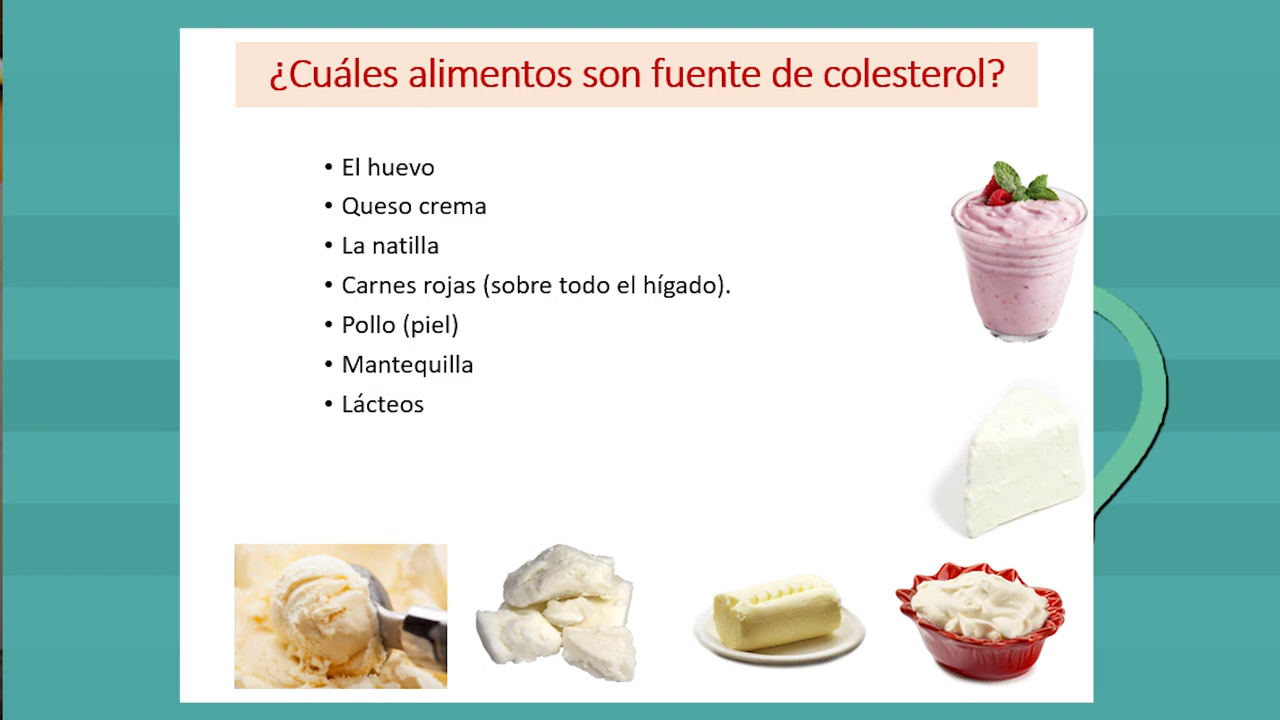 ¿Cuáles alimentos son fuente de colesterol?
• El huevo
• Queso crema
• La natilla
• Carnes rojas (sobre todo el hígado).
• Pollo (piel)
• Mantequilla
• Lácteos